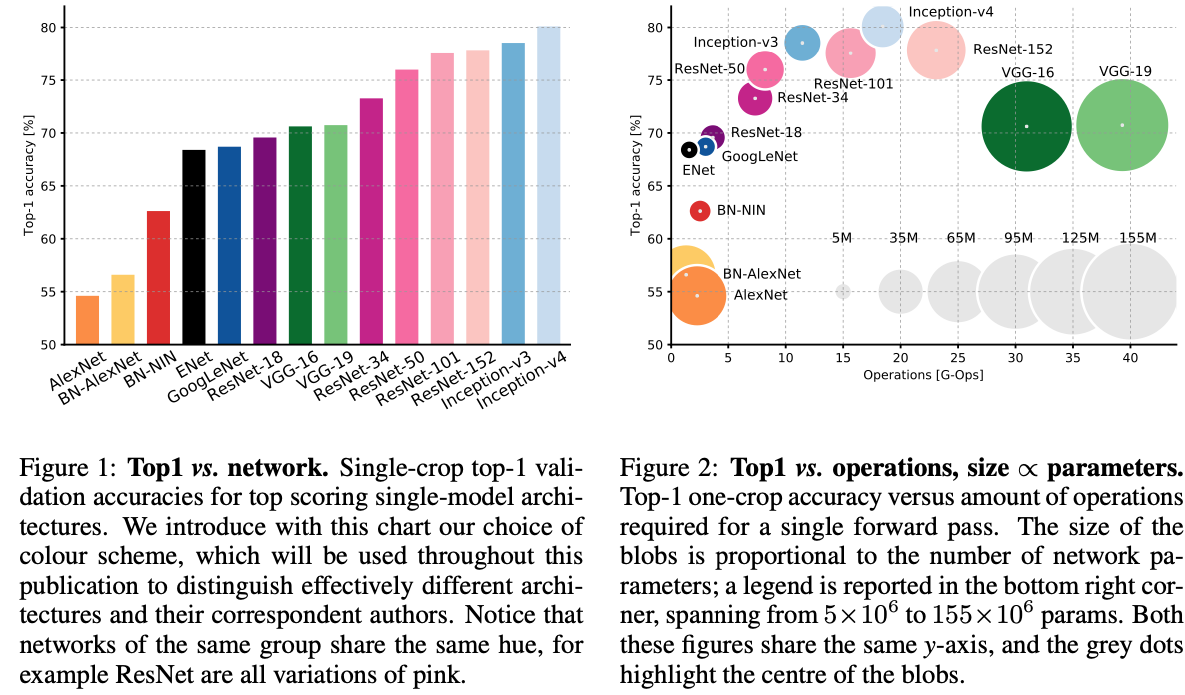 Top-1 accuracy [%]
80
75
70
65
60
55
50
AlexNet
BN-AlexNet
BN-NIN
ENet
GoogLeNet
ResNet-18
VGG-16
VGG-19
ResNet-34
ResNet-50
ResNet-101
ResNet-152
Inception-v3
Inception-v4
Top-1 accuracy [%]
80
75
70
65
60
55
50
Inception-v4
Inception-v3
ResNet-152
ResNet-50
VGG-16
VGG-19
ResNet-101
ResNet-34
ResNet-18
GoogLeNet
ENet
BN-NIN
5M 35M 65M 95M 125M 155M
BN-AlexNet
AlexNet
0 5 10 15 20 25 30 35 40
Operations [G-Ops]
Figure 1: Top1 vs. network. Single-crop top-1 vali-
dation accuracies for top scoring single-model archi-
tectures. We introduce with this chart our choice of
colour scheme, which will be used throughout this
publication to distinguish effectively different archi-
tectures and their correspondent authors. Notice that
networks of the same group share the same hue, for
example ResNet are all variations of pink.
Figure 2: Top1 vs. operations, size ∝ parameters.
Top-1 one-crop accuracy versus amount of operations
required for a single forward pass. The size of the
blobs is proportional to the number of network pa-
rameters; a legend is reported in the bottom right cor-
ner, spanning from 5×10⁶ to 155×10⁶ params. Both
these figures share the same y-axis, and the grey dots
highlight the centre of the blobs.